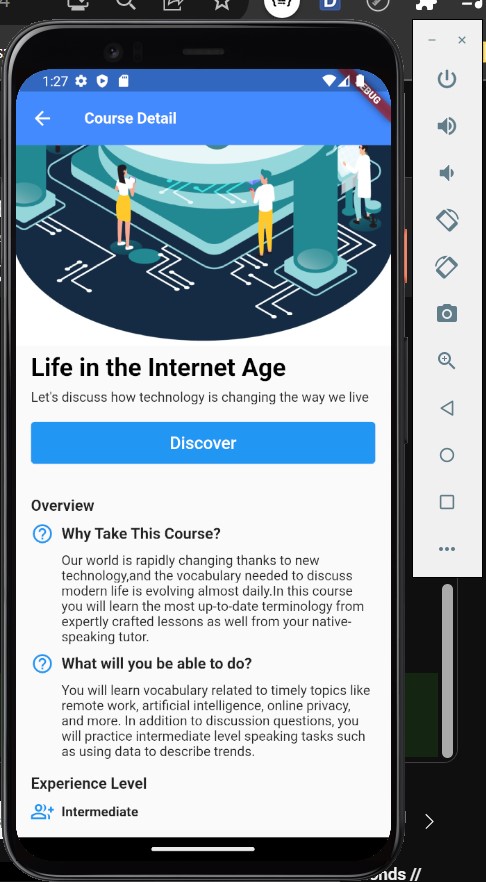 1:27
DEBUG
Course Detail
Life in the Internet Age
Let's discuss how technology is changing the way we live
Discover
Overview
Why Take This Course?
Our world is rapidly changing thanks to new
technology,and the vocabulary needed to discuss
modern life is evolving almost daily.In this course
you will learn the most up-to-date terminology from
expertly crafted lessons as well from your native-
speaking tutor.
What will you be able to do?
You will learn vocabulary related to timely topics like
remote work, artificial intelligence, online privacy,
and more. In addition to discussion questions, you
will practice intermediate level speaking tasks such
as using data to describe trends.
Experience Level
Intermediate